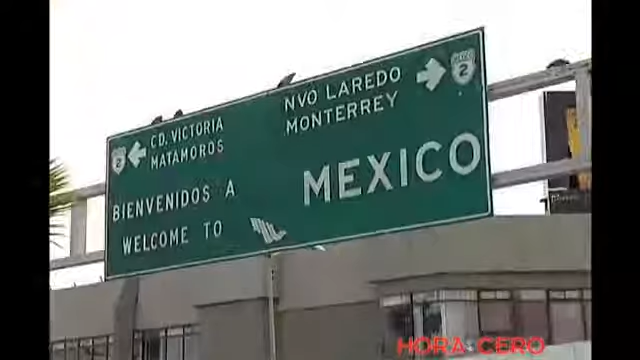 CD. VICTORIA
MATAMOROS
2
NVO LAREDO
MONTERREY
2
BIENVENIDOS A
WELCOME TO
MEXICO
HORA CERO